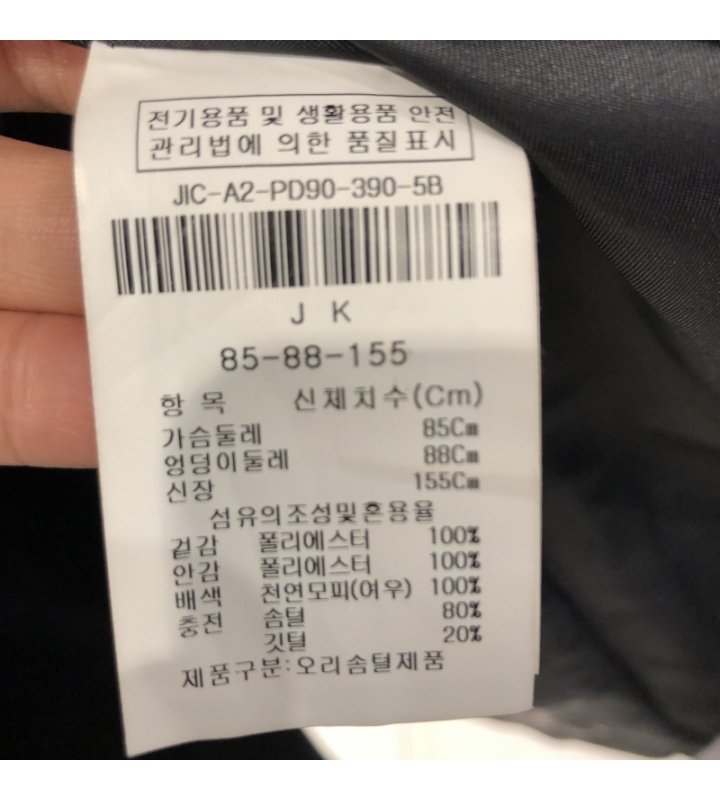 전기용품 및 생활용품 안전
관리법에 의한 품질표시
JIC-A2-PD90-390-5B
J K
85-88-155
항 목 신체치수(Cm)
가슴둘레 85Cm
엉덩이둘레 88Cm
신장 155Cm
섬유의조성및혼용율
겉감 폴리에스터 100%
안감 폴리에스터 100%
배색 천연모피(여우) 100%
충전 솜털 80%
깃털 20%
제품구분:오리솜털제품